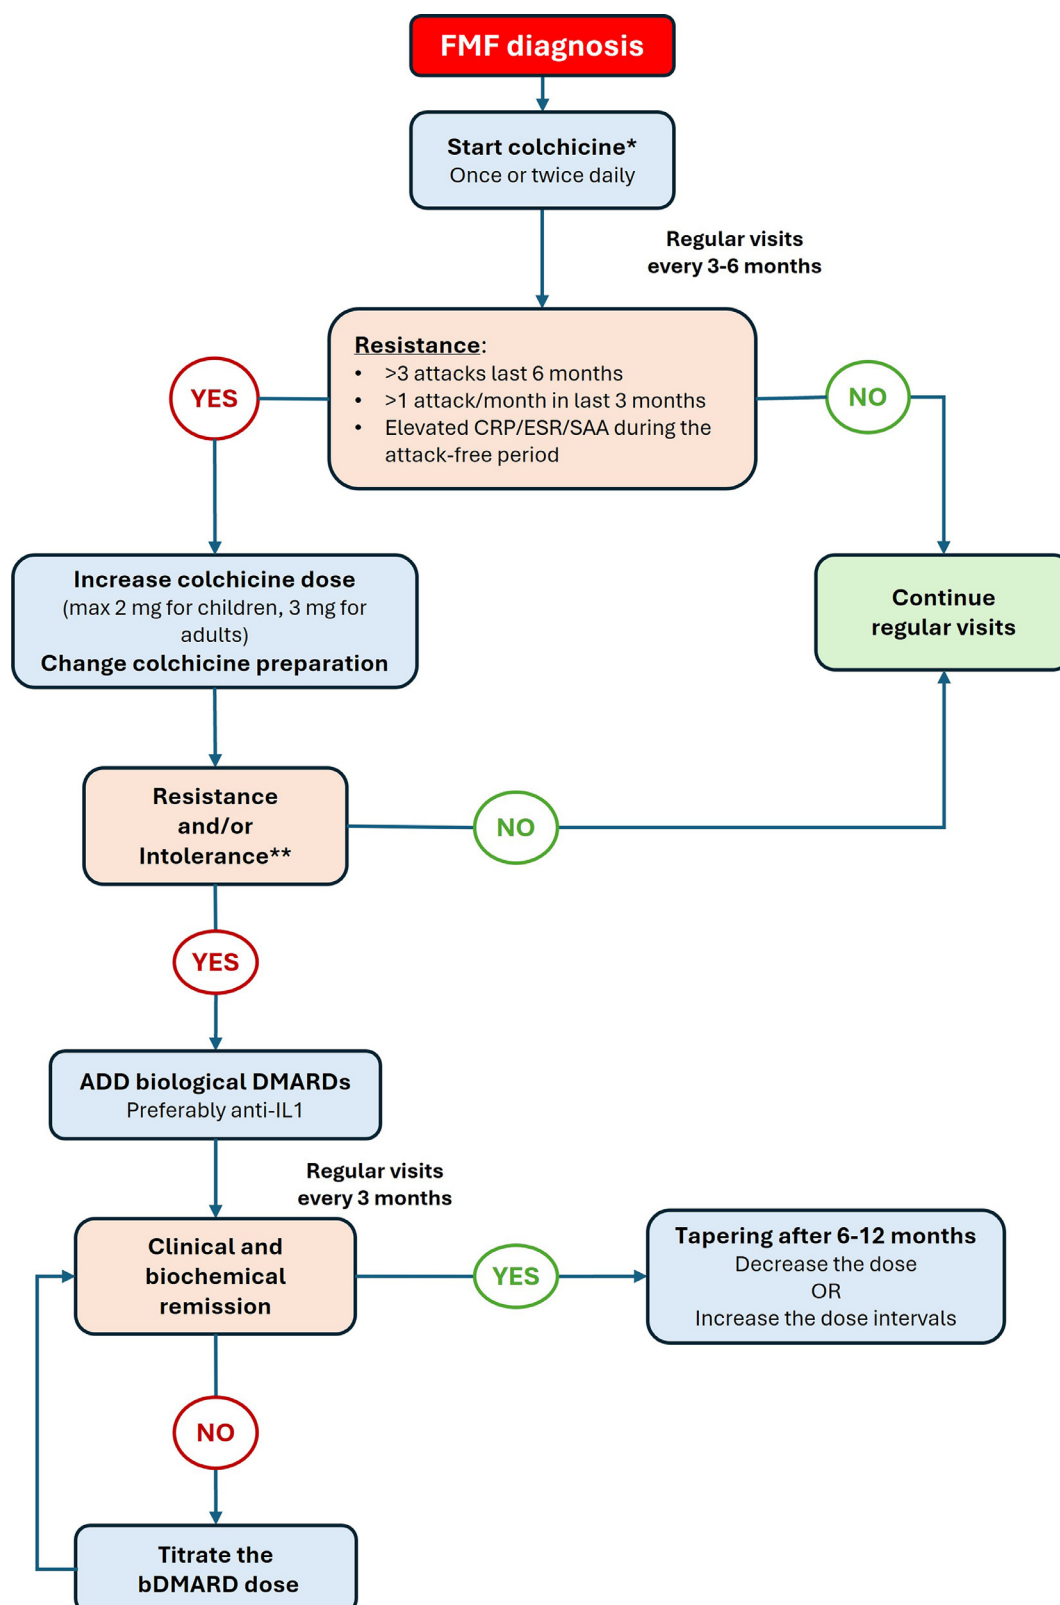 FMF diagnosis
Start colchicine*
Once or twice daily
Regular visits
every 3-6 months
Resistance:
• >3 attacks last 6 months
• >1 attack/month in last 3 months
• Elevated CRP/ESR/SAA during the
attack-free period
YES
NO
Increase colchicine dose
(max 2 mg for children, 3 mg for
adults)
Change colchicine preparation
Continue
regular visits
Resistance
and/or
Intolerance**
NO
YES
ADD biological DMARDs
Preferably anti-IL1
Regular visits
every 3 months
Clinical and
biochemical
remission
YES
Tapering after 6-12 months
Decrease the dose
OR
Increase the dose intervals
NO
Titrate the
bDMARD dose